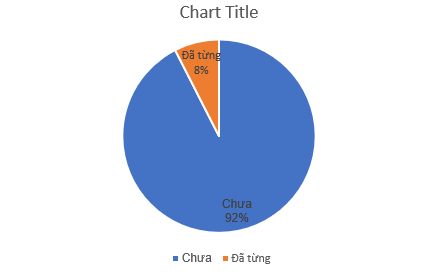 Chart Title
Đã từng
8%
Chưa
92%
Chưa
Đã từng